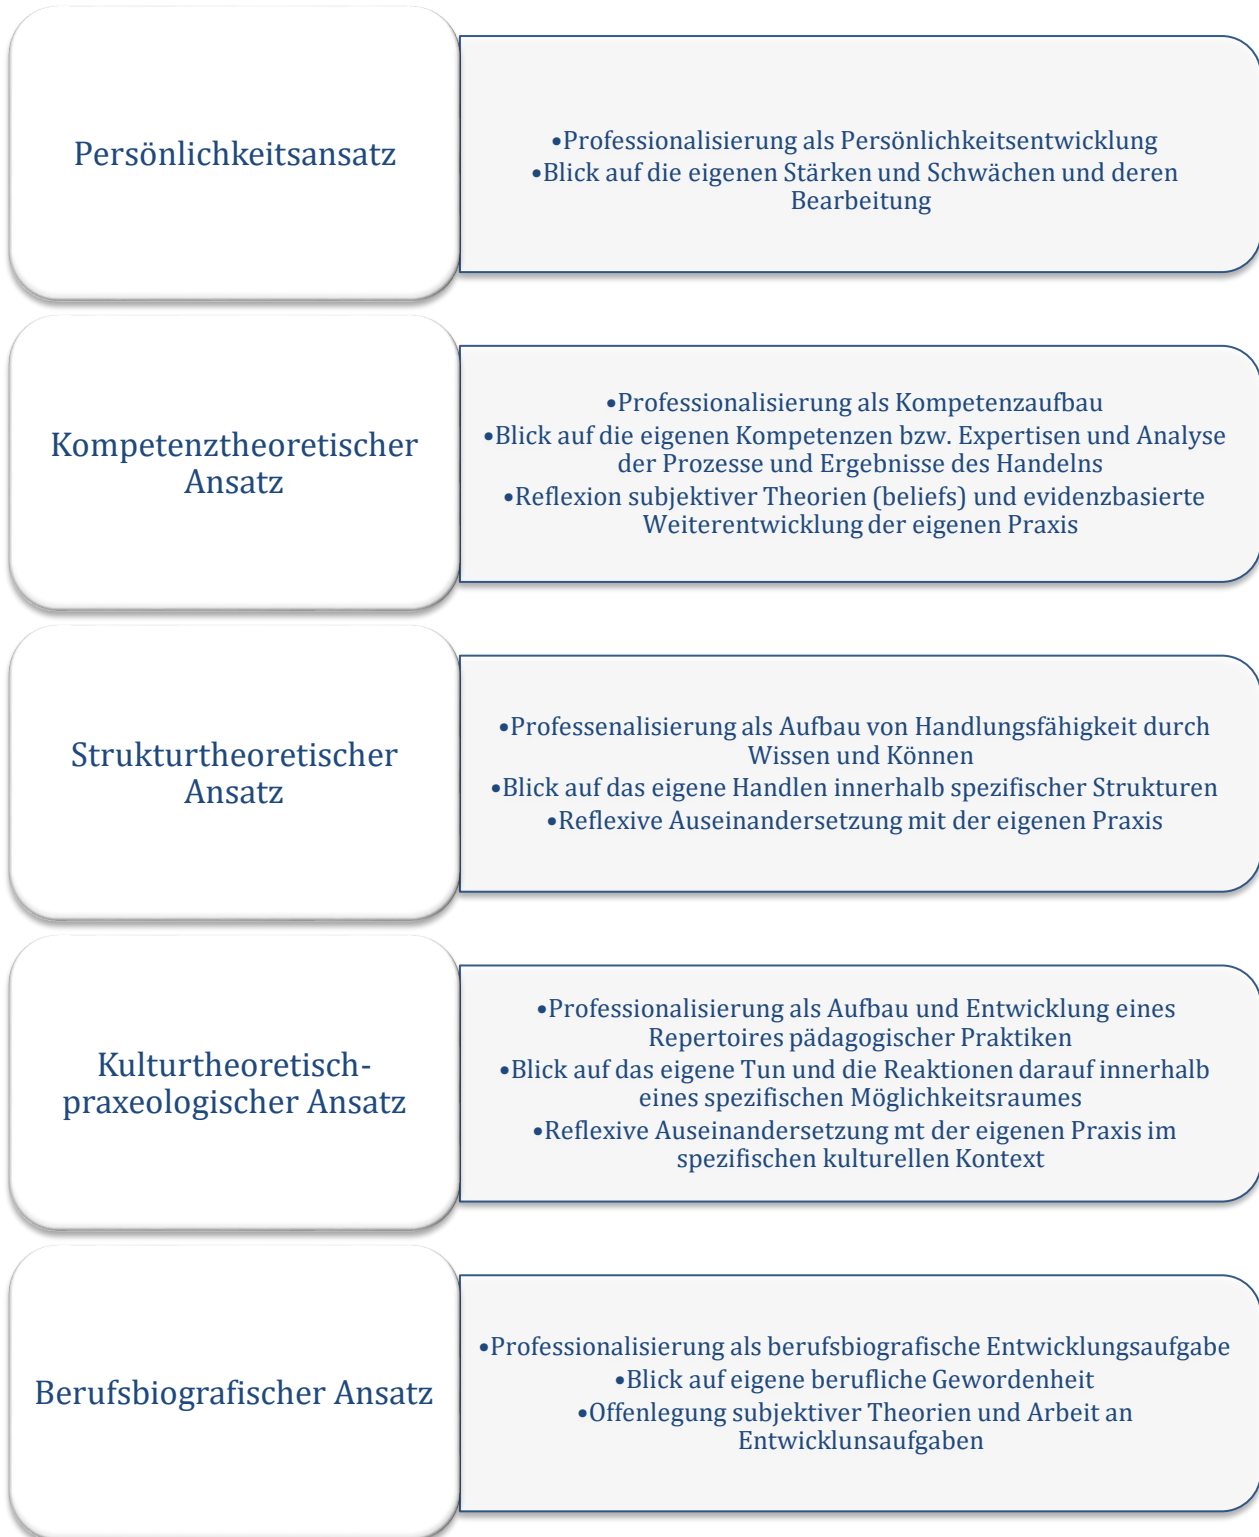 Persönlichkeitsansatz
•Professionalisierung als Persönlichkeitsentwicklung
•Blick auf die eigenen Stärken und Schwächen und deren
Bearbeitung
Kompetenztheoretischer
Ansatz
•Professionalisierung als Kompetenzaufbau
•Blick auf die eigenen Kompetenzen bzw. Expertisen und Analyse
der Prozesse und Ergebnisse des Handelns
•Reflexion subjektiver Theorien (beliefs) und evidenzbasierte
Weiterentwicklung der eigenen Praxis
Strukturtheoretischer
Ansatz
•Professenalisierung als Aufbau von Handlungsfähigkeit durch
Wissen und Können
•Blick auf das eigene Handlen innerhalb spezifischer Strukturen
•Reflexive Auseinandersetzung mit der eigenen Praxis
Kulturtheoretisch-
praxeologischer Ansatz
•Professionalisierung als Aufbau und Entwicklung eines
Repertoires pädagogischer Praktiken
•Blick auf das eigene Tun und die Reaktionen darauf innerhalb
eines spezifischen Möglichkeitsraumes
•Reflexive Auseinandersetzung mt der eigenen Praxis im
spezifischen kulturellen Kontext
Berufsbiografischer Ansatz
•Professionalisierung als berufsbiografische Entwicklungsaufgabe
•Blick auf eigene berufliche Gewordenheit
•Offenlegung subjektiver Theorien und Arbeit an
Entwicklunsaufgaben